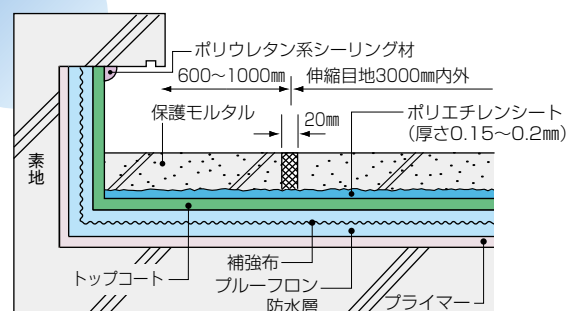 ポリウレタン系シーリング材
600〜1000㎜
伸縮目地3000㎜内外
保護モルタル
20㎜
ポリエチレンシート
（厚さ0.15〜0.2㎜）
素地
補強布
トップコート
プルーフロン
防水層
プライマー